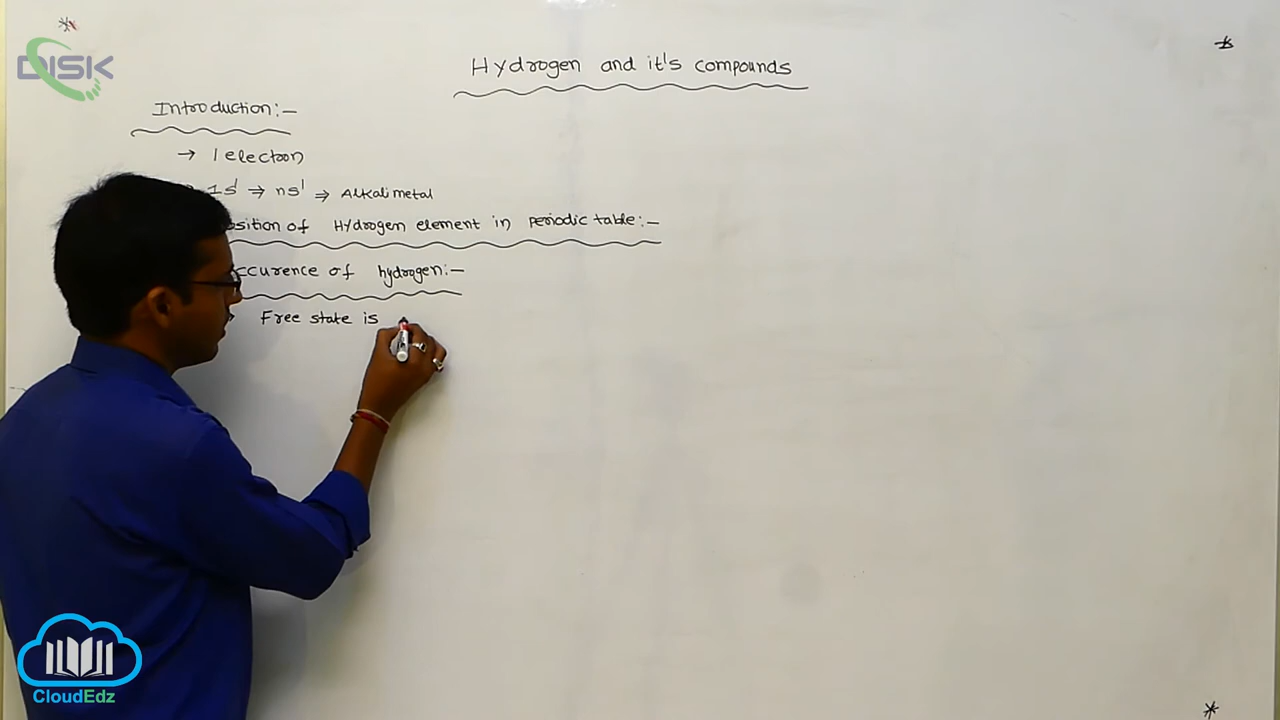 DISK
Hydrogen and it's compounds
Introduction:-
→ 1 electron
1s¹ ⇒ ns¹ ⇒ Alkali metal
osition of Hydrogen element in periodic table:-
ccurence of hydrogen:-
Free state is
CloudEdz